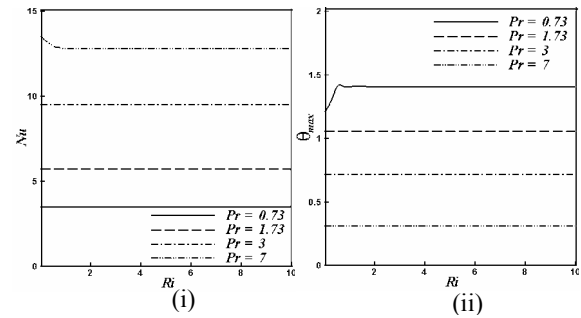 15
10
5
0
Nu
2
4
6
8
10
Ri
Pr = 0.73
Pr = 1.73
Pr = 3
Pr = 7
(i)
2
1.5
1
0.5
0
θmax
2
4
6
8
10
Ri
Pr = 0.73
Pr = 1.73
Pr = 3
Pr = 7
(ii)